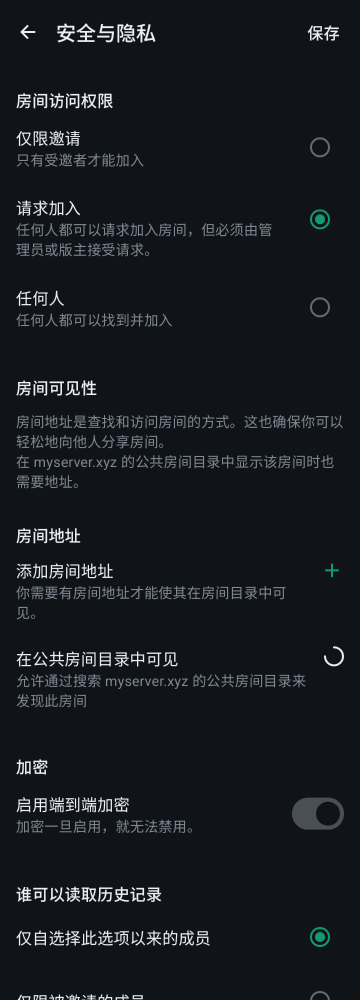 安全与隐私
保存
房间访问权限
仅限邀请
只有受邀者才能加入
请求加入
任何人都可以请求加入房间，但必须由管
理员或版主接受请求。
任何人
任何人都可以找到并加入
房间可见性
房间地址是查找和访问房间的方式。这也确保你可以
轻松地向他人分享房间。
在 myserver.xyz 的公共房间目录中显示该房间时也
需要地址。
房间地址
添加房间地址
你需要有房间地址才能使其在房间目录中可
见。
在公共房间目录中可见
允许通过搜索 myserver.xyz 的公共房间目录来
发现此房间
加密
启用端到端加密
加密一旦启用，就无法禁用。
谁可以读取历史记录
仅自选择此选项以来的成员
仅限被邀请的成员